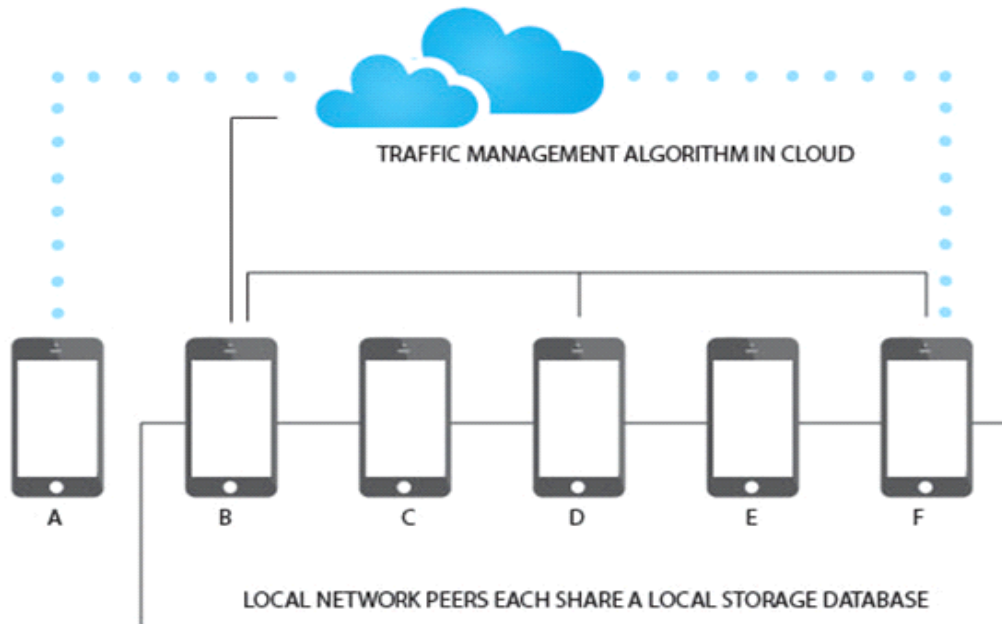 TRAFFIC MANAGEMENT ALGORITHM IN CLOUD
A B C D E F
LOCAL NETWORK PEERS EACH SHARE A LOCAL STORAGE DATABASE